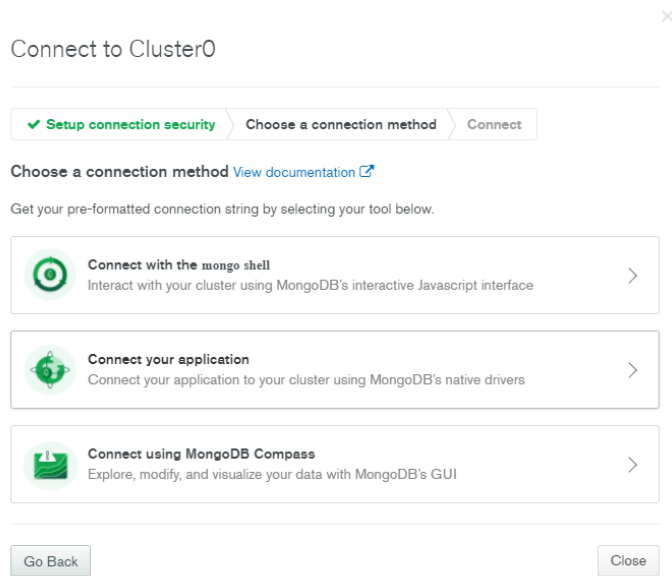 Connect to Cluster0
Setup connection security
Choose a connection method
Connect
Choose a connection method View documentation
Get your pre-formatted connection string by selecting your tool below.
Connect with the mongo shell
Interact with your cluster using MongoDB's interactive Javascript interface
Connect your application
Connect your application to your cluster using MongoDB's native drivers
Connect using MongoDB Compass
Explore, modify, and visualize your data with MongoDB's GUI
Go Back
Close